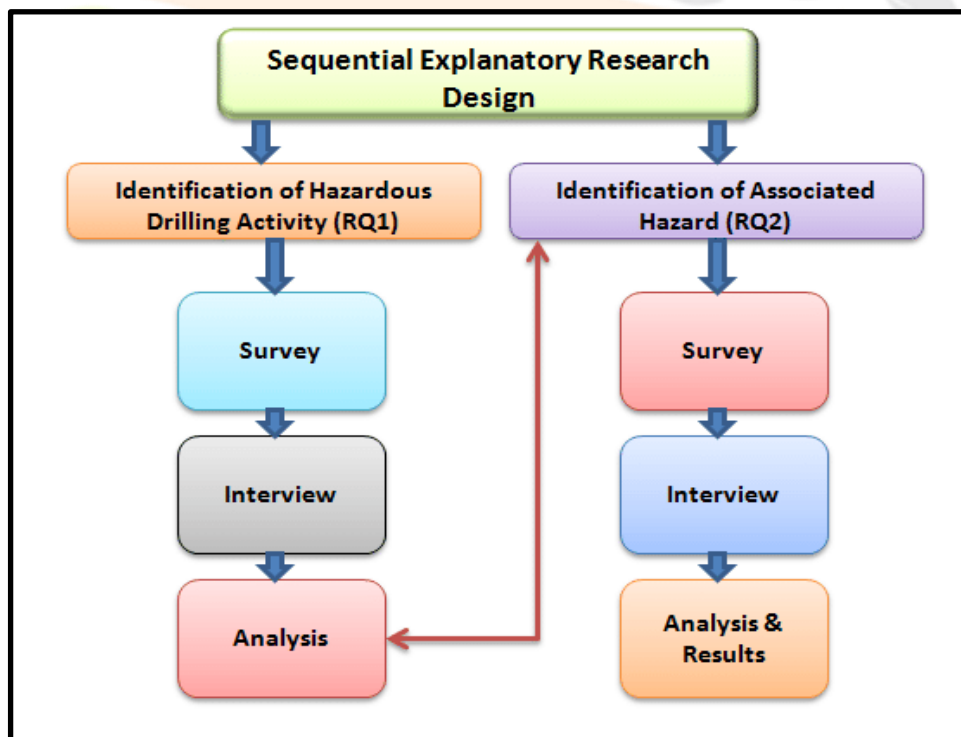 Sequential Explanatory Research
Design
Identification of Hazardous
Drilling Activity (RQ1)
Identification of Associated
Hazard (RQ2)
Survey
Survey
Interview
Interview
Analysis
Analysis &
Results